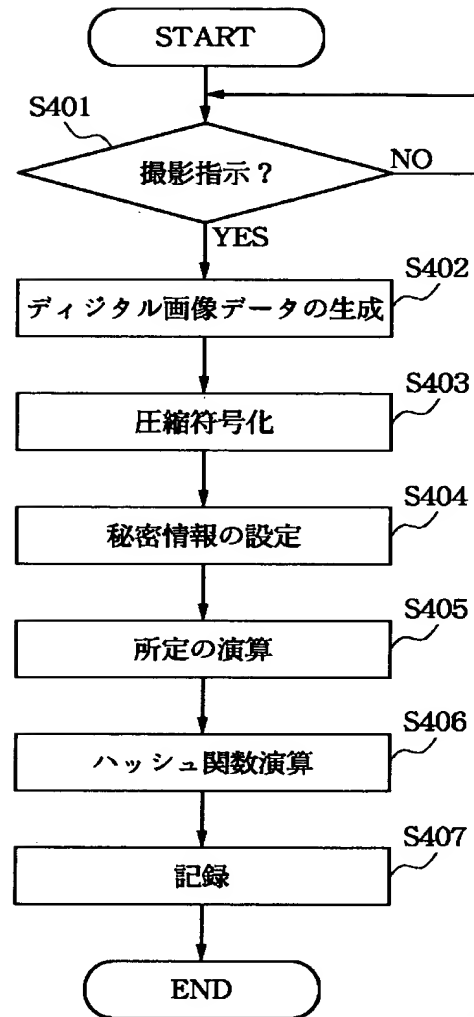 START
S401
撮影指示？
NO
YES
S402
ディジタル画像データの生成
S403
圧縮符号化
S404
秘密情報の設定
S405
所定の演算
S406
ハッシュ関数演算
S407
記録
END